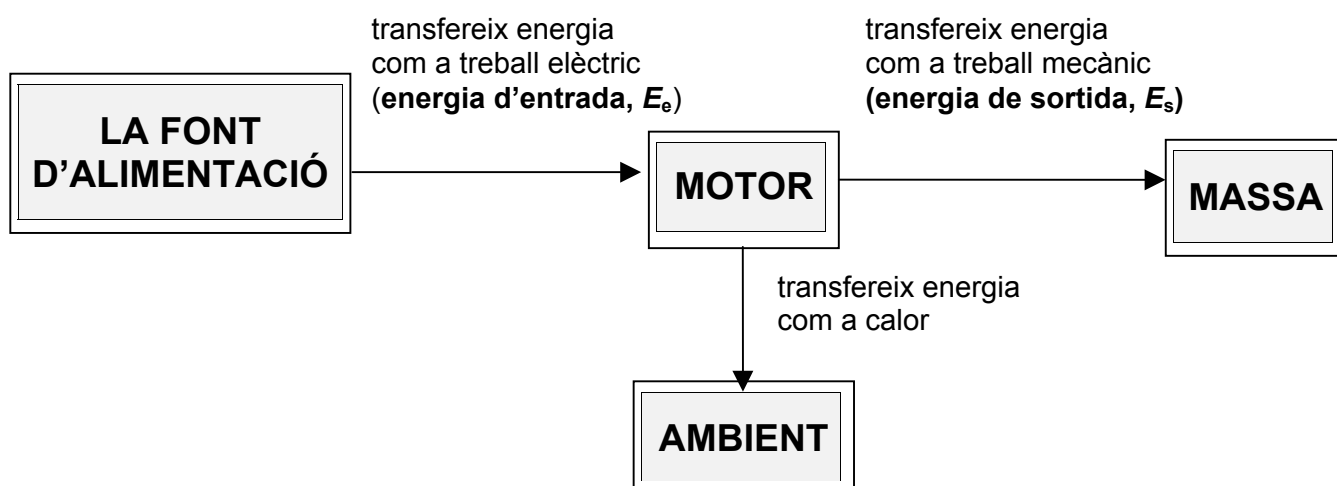 transfereix energia
com a treball elèctric
(energia d’entrada, Ee)
transfereix energia
com a treball mecànic
(energia de sortida, Es)
LA FONT
D’ALIMENTACIÓ
MOTOR
MASSA
transfereix energia
com a calor
AMBIENT